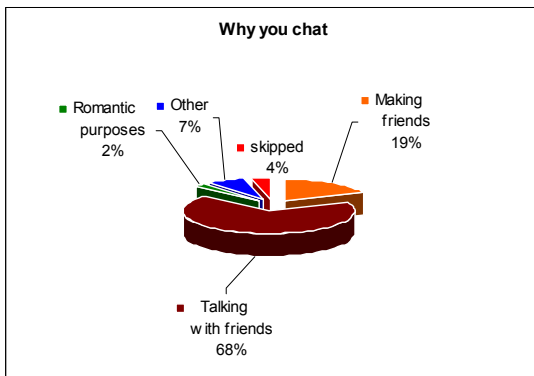 Why you chat
Romantic
purposes
2%
Other
7%
skipped
4%
Making
friends
19%
Talking
with friends
68%